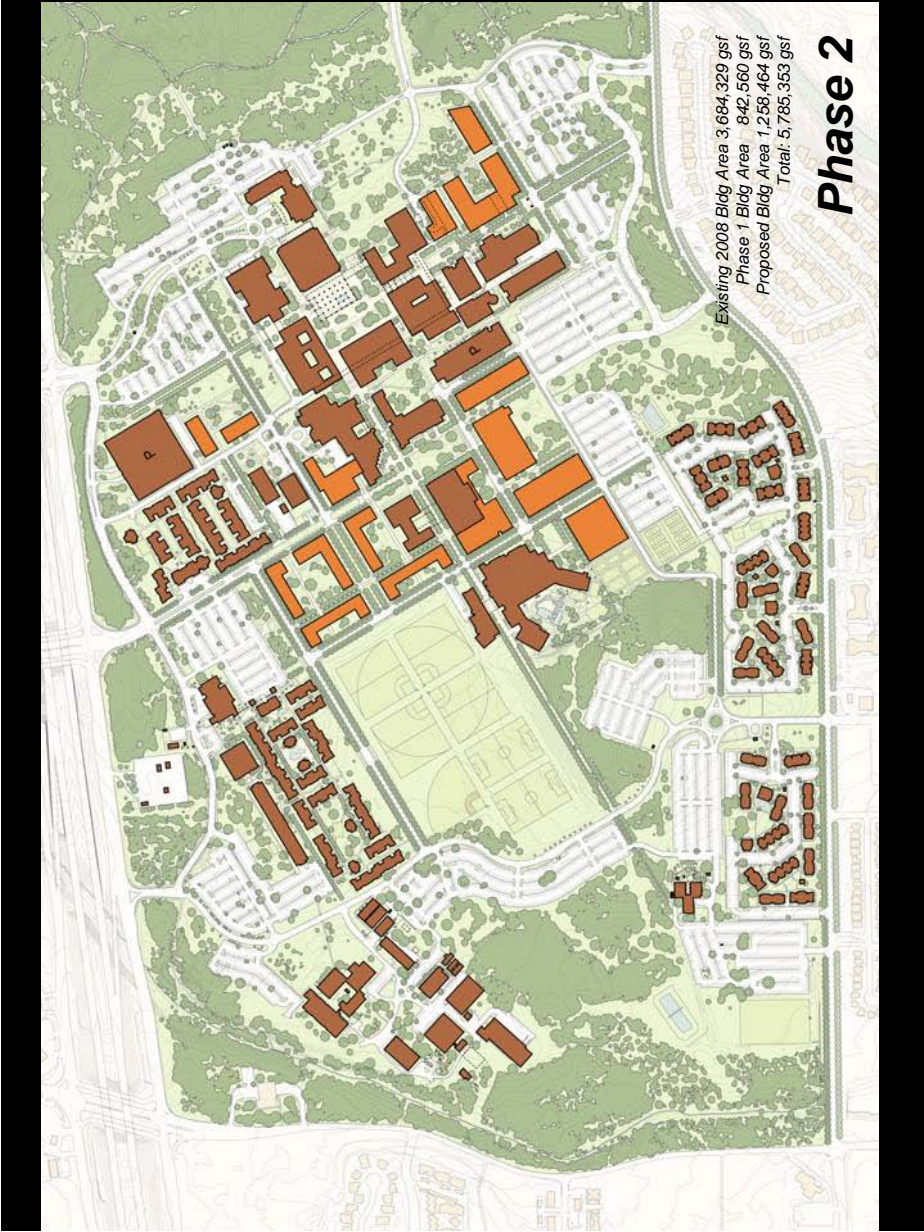 Phase 2
Existing 2008 Bldg Area 3,684,329 gsf
Phase 1 Bldg Area 842,560 gsf
Proposed Bldg Area 1,258,464 gsf
Total: 5,785,353 gsf
P
P